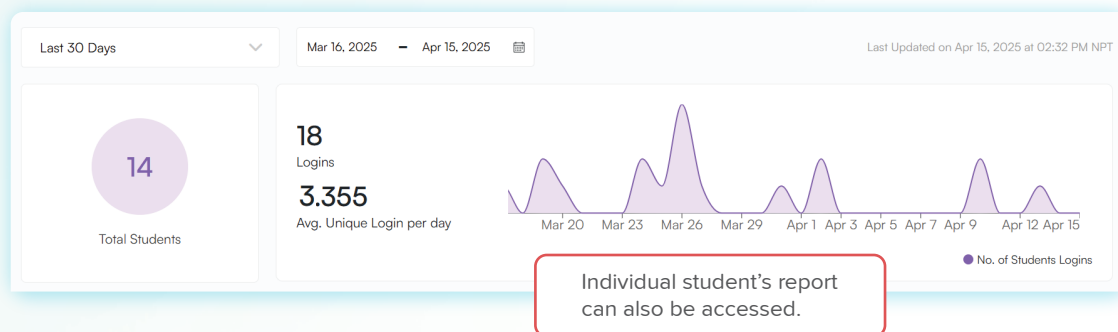 Last 30 Days
Mar 16, 2025 – Apr 15, 2025
Last Updated on Apr 15, 2025 at 02:32 PM NPT
14
Total Students
18
Logins
3.355
Avg. Unique Login per day
Mar 20 Mar 23 Mar 26 Mar 29 Apr 1 Apr 3 Apr 5 Apr 7 Apr 9 Apr 12 Apr 15
No. of Students Logins
Individual student’s report
can also be accessed.